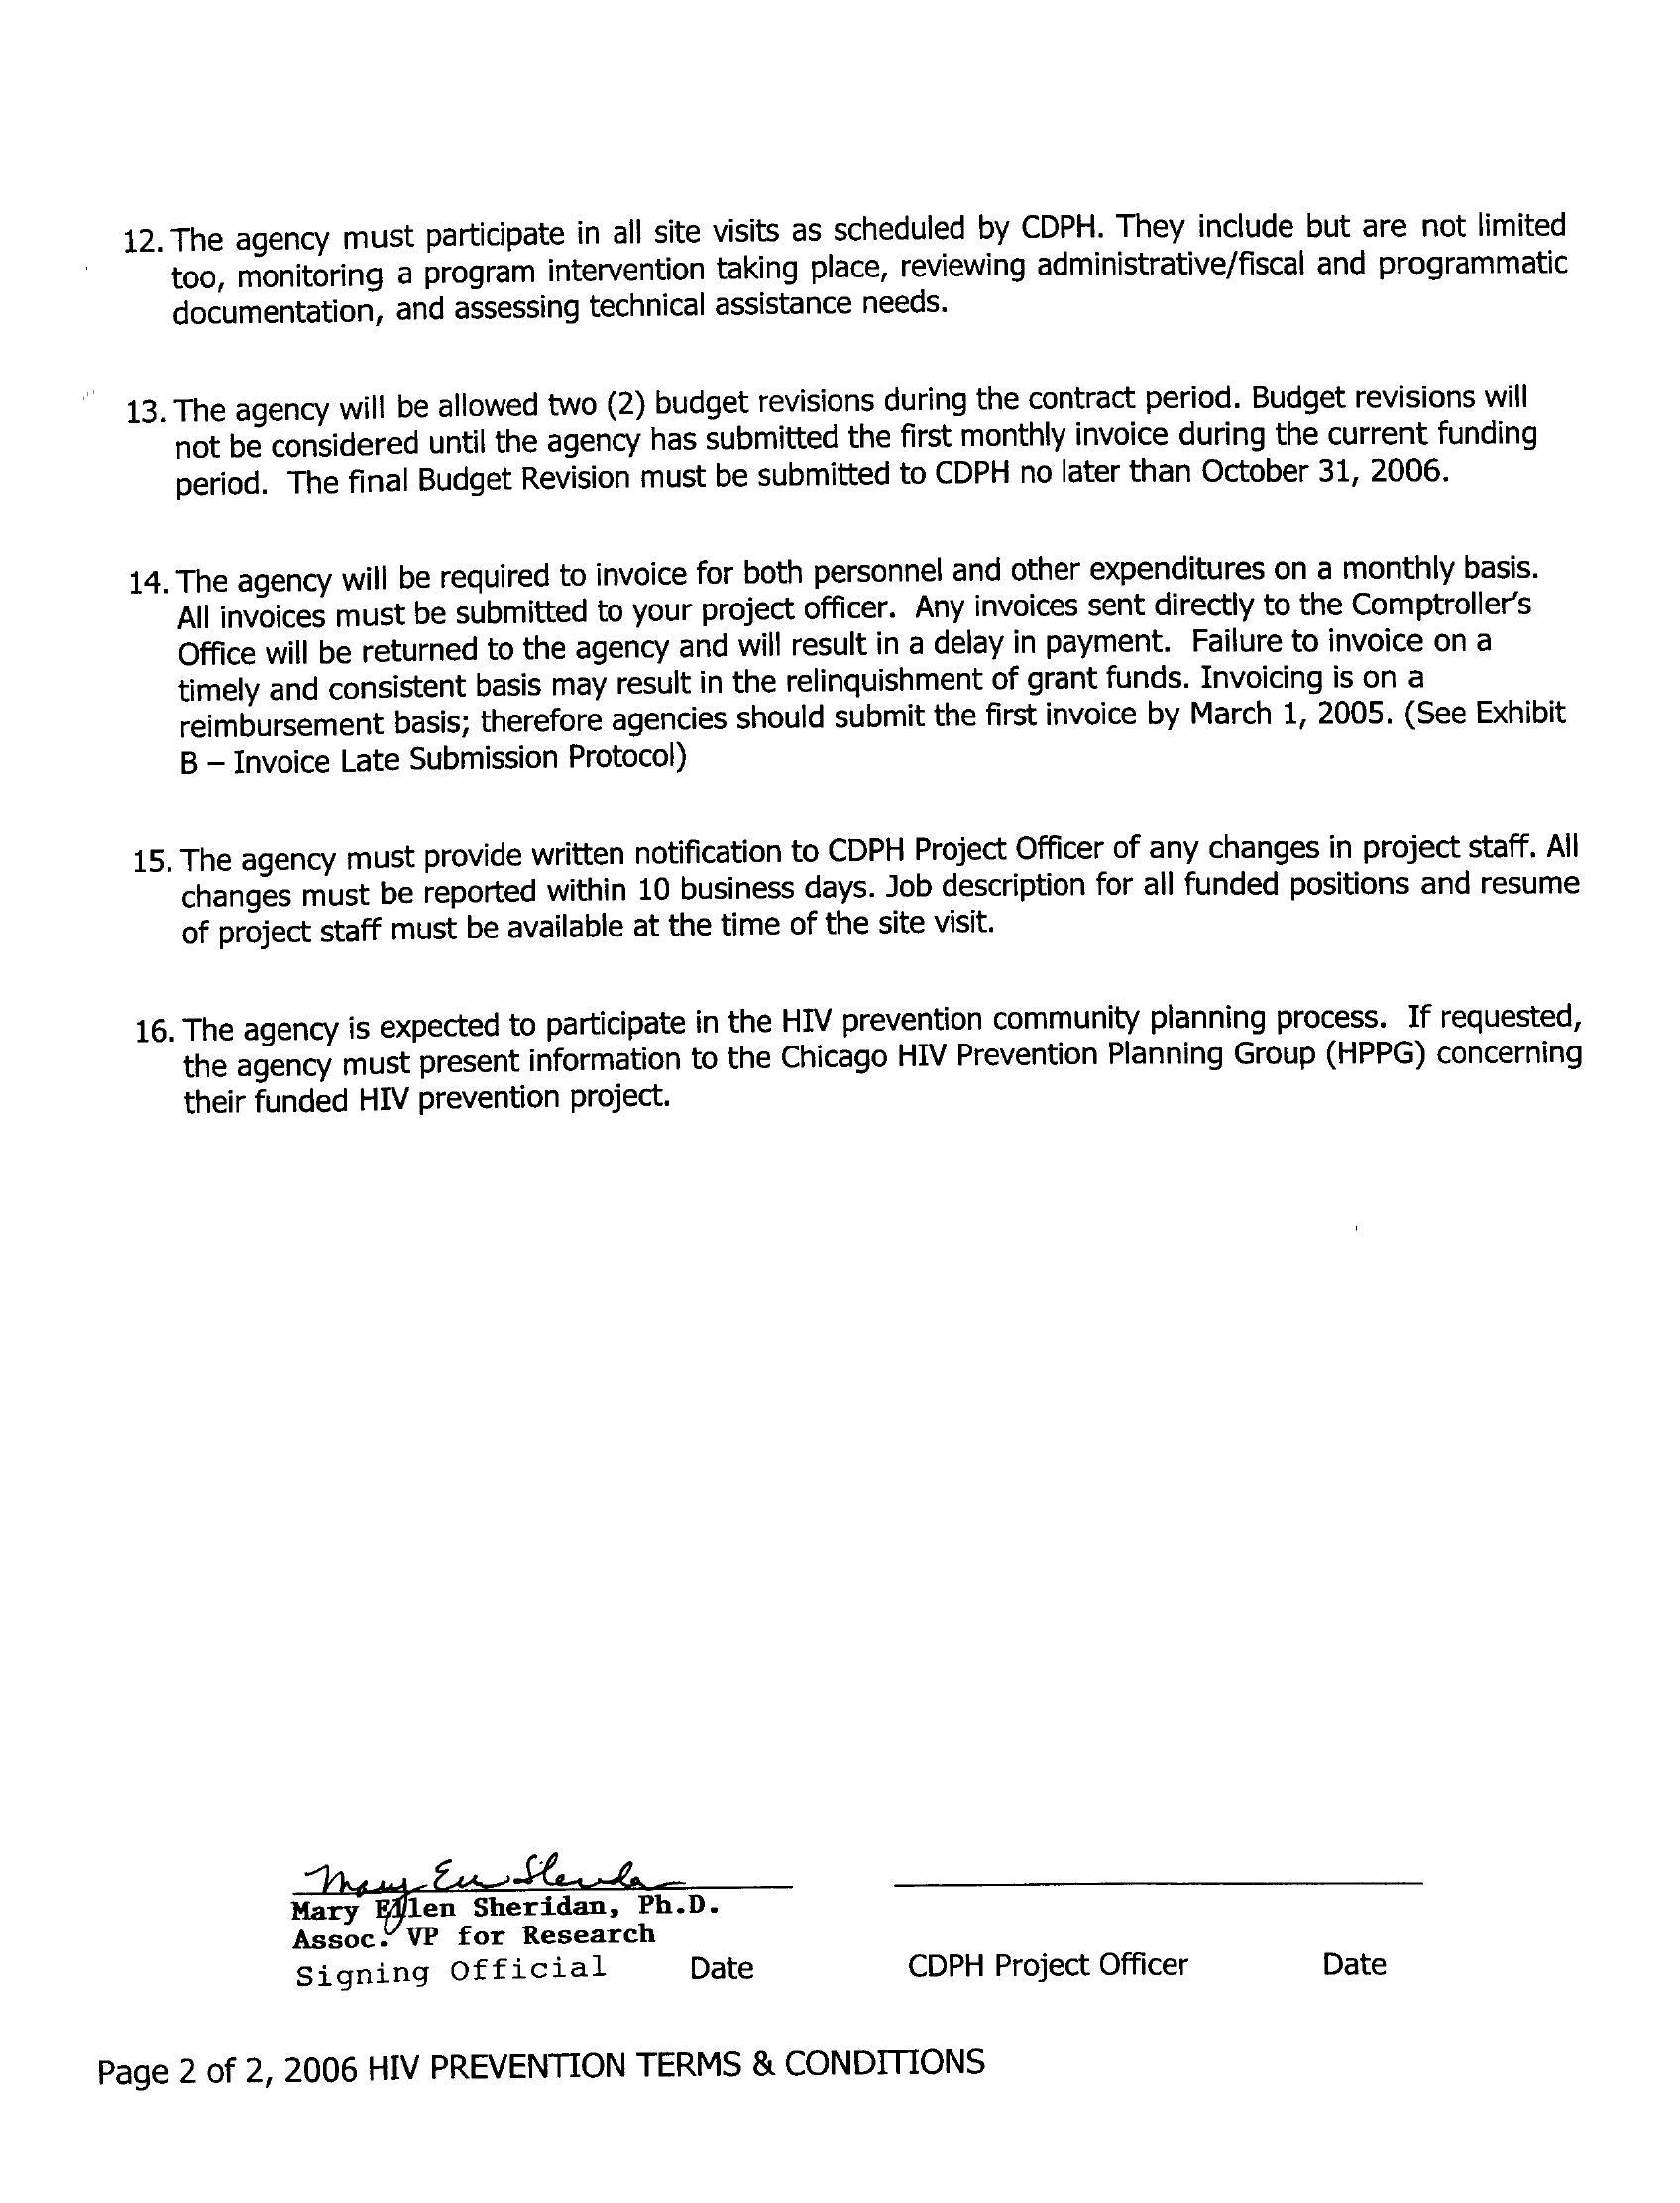 12. The agency must participate in all site visits as scheduled by CDPH. They include but are not limited
too, monitoring a program intervention taking place, reviewing administrative/fiscal and programmatic
documentation, and assessing technical assistance needs.
13. The agency will be allowed two (2) budget revisions during the contract period. Budget revisions will
not be considered until the agency has submitted the first monthly invoice during the current funding
period. The final Budget Revision must be submitted to CDPH no later than October 31, 2006.
14. The agency will be required to invoice for both personnel and other expenditures on a monthly basis.
All invoices must be submitted to your project officer. Any invoices sent directly to the Comptroller's
Office will be returned to the agency and will result in a delay in payment. Failure to invoice on a
timely and consistent basis may result in the relinquishment of grant funds. Invoicing is on a
reimbursement basis; therefore agencies should submit the first invoice by March 1, 2005. (See Exhibit
B – Invoice Late Submission Protocol)
15. The agency must provide written notification to CDPH Project Officer of any changes in project staff. All
changes must be reported within 10 business days. Job description for all funded positions and resume
of project staff must be available at the time of the site visit.
16. The agency is expected to participate in the HIV prevention community planning process. If requested,
the agency must present information to the Chicago HIV Prevention Planning Group (HPPG) concerning
their funded HIV prevention project.
Mary Ellen Sheridan, Ph.D.
Assoc. VP for Research
Signing Official Date CDPH Project Officer Date
Page 2 of 2, 2006 HIV PREVENTION TERMS & CONDITIONS